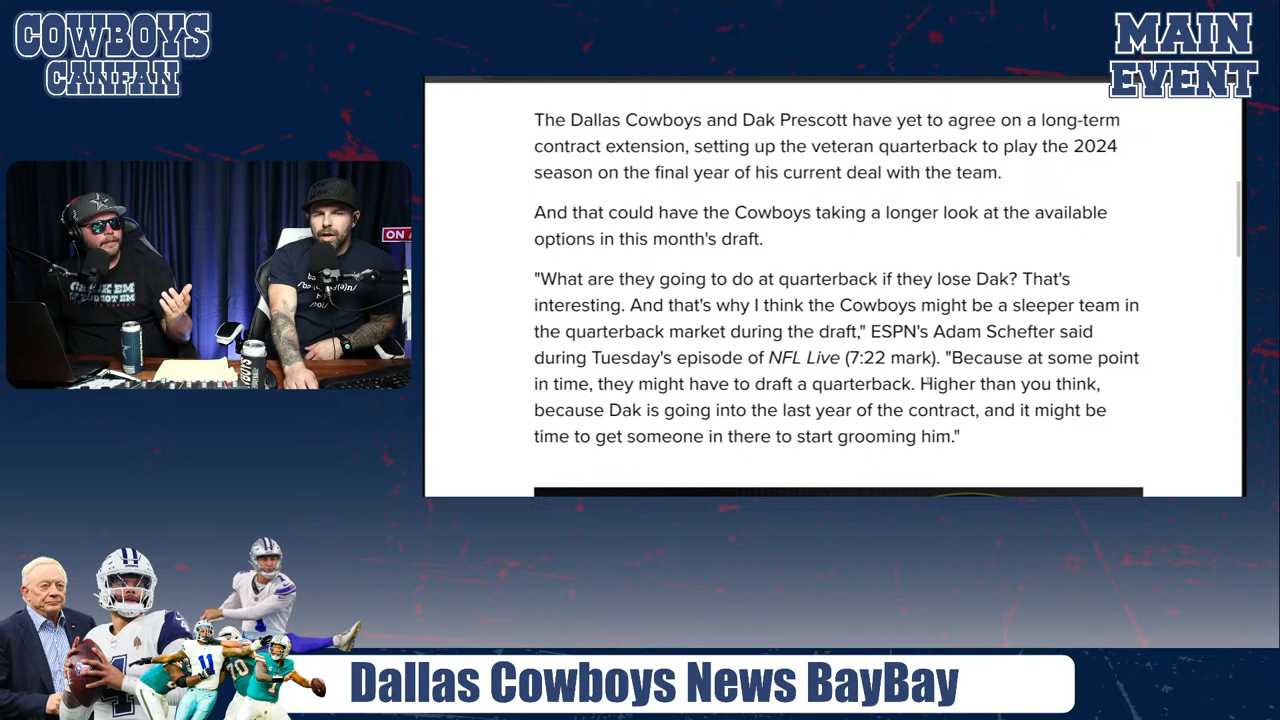 COWBOYS
CANFAN
MAIN
EVENT
The Dallas Cowboys and Dak Prescott have yet to agree on a long-term
contract extension, setting up the veteran quarterback to play the 2024
season on the final year of his current deal with the team.
And that could have the Cowboys taking a longer look at the available
options in this month's draft.
"What are they going to do at quarterback if they lose Dak? That's
interesting. And that's why I think the Cowboys might be a sleeper team in
the quarterback market during the draft," ESPN's Adam Schefter said
during Tuesday's episode of NFL Live (7:22 mark). "Because at some point
in time, they might have to draft a quarterback. Higher than you think,
because Dak is going into the last year of the contract, and it might be
time to get someone in there to start grooming him."
ON
Dallas Cowboys News BayBay